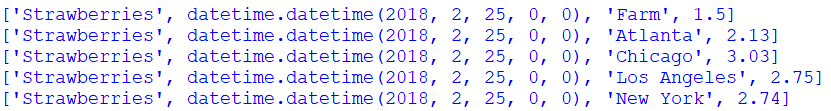 ['Strawberries', datetime.datetime(2018, 2, 25, 0, 0), 'Farm', 1.5]
['Strawberries', datetime.datetime(2018, 2, 25, 0, 0), 'Atlanta', 2.13]
['Strawberries', datetime.datetime(2018, 2, 25, 0, 0), 'Chicago', 3.03]
['Strawberries', datetime.datetime(2018, 2, 25, 0, 0), 'Los Angeles', 2.75]
['Strawberries', datetime.datetime(2018, 2, 25, 0, 0), 'New York', 2.74]